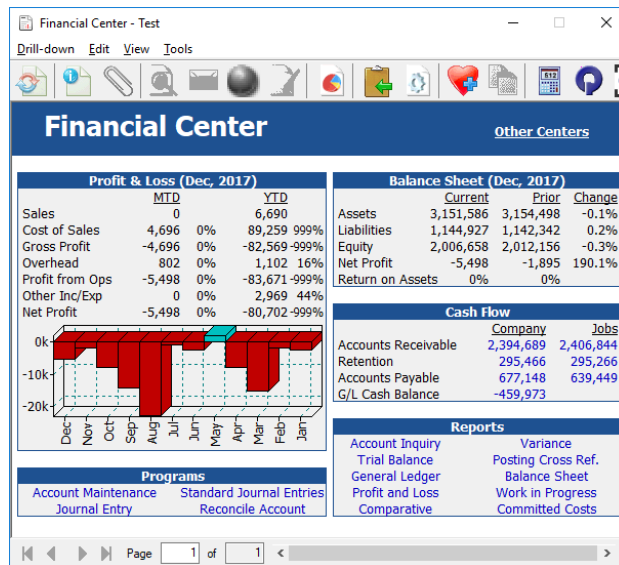 Financial Center - Test
Drill-down Edit View Tools
Financial Center
Other Centers
Profit & Loss (Dec, 2017)
MTD YTD
Sales 0 6,690
Cost of Sales 4,696 0% 89,259 999%
Gross Profit -4,696 0% -82,569 -999%
Overhead 802 0% 1,102 16%
Profit from Ops -5,498 0% -83,671 -999%
Other Inc/Exp 0 0% 2,969 44%
Net Profit -5,498 0% -80,702 -999%
0k
-10k
-20k
Dec Nov Oct Sep Aug Jul Jun May Apr Mar Feb Jan
Programs
Account Maintenance Standard Journal Entries
Journal Entry Reconcile Account
Balance Sheet (Dec, 2017)
Current Prior Change
Assets 3,151,586 3,154,498 -0.1%
Liabilities 1,144,927 1,142,342 0.2%
Equity 2,006,658 2,012,156 -0.3%
Net Profit -5,498 -1,895 190.1%
Return on Assets 0% 0%
Cash Flow
Company Jobs
Accounts Receivable 2,394,689 2,406,844
Retention 295,466 295,266
Accounts Payable 677,148 639,449
G/L Cash Balance -459,973
Reports
Account Inquiry Variance
Trial Balance Posting Cross Ref.
General Ledger Balance Sheet
Profit and Loss Work in Progress
Comparative Committed Costs
Page 1 of 1